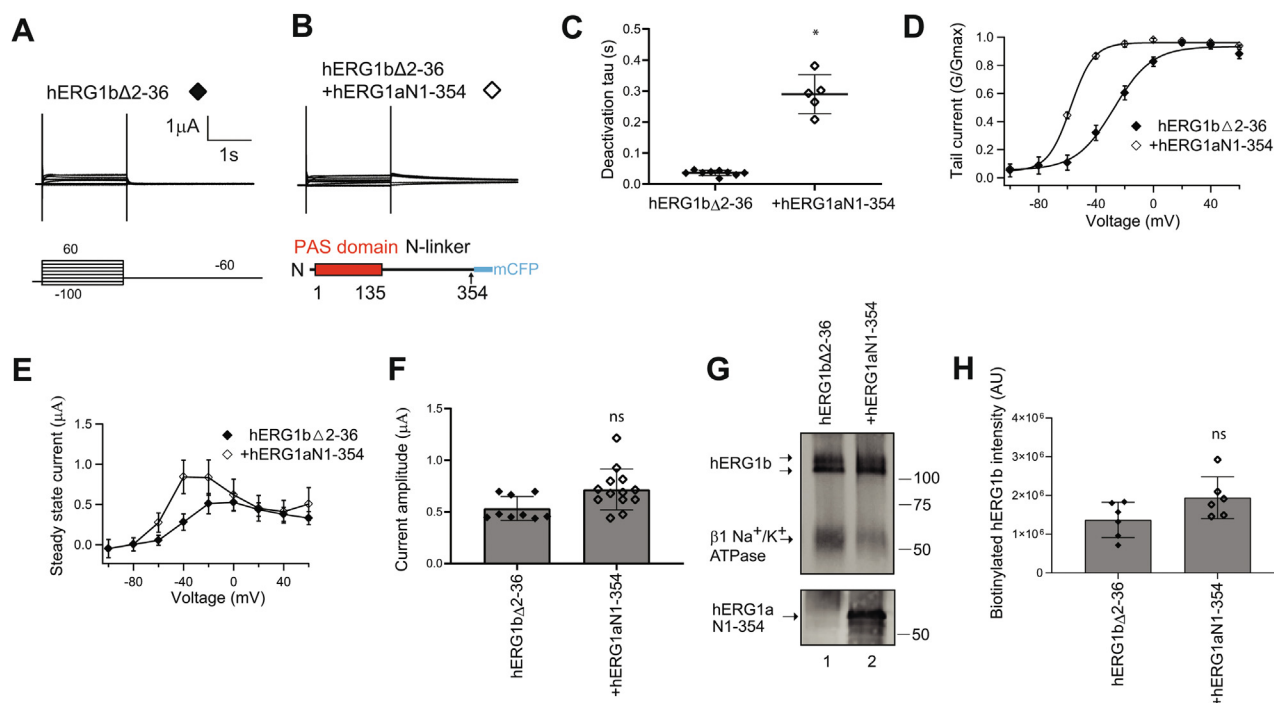 A
hERG1bΔ2-36
1μA
1s
60
-60
-100
B
hERG1bΔ2-36
+hERG1aN1-354
PAS domain N-linker
N
mCFP
1 135 354
C
Deactivation tau (s)
0.5
0.4
0.3
0.2
0.1
0.0
*
hERG1bΔ2-36 +hERG1aN1-354
D
Tail current (G/Gmax)
1.0
0.8
0.6
0.4
0.2
0.0
hERG1b△2-36
+hERG1aN1-354
-80 -40 0 40
Voltage (mV)
E
Steady state current (μA)
1.5
1.0
0.5
0.0
hERG1b△2-36
+hERG1aN1-354
-80 -40 0 40
Voltage (mV)
F
Current amplitude (μA)
1.5
1.0
0.5
0.0
ns
hERG1bΔ2-36
+hERG1aN1-354
G
hERG1bΔ2-36
+hERG1aN1-354
hERG1b
100
75
β1 Na+/K+
ATPase
50
hERG1a
N1-354
50
1 2
H
Biotinylated hERG1b intensity (AU)
4×10⁶
3×10⁶
2×10⁶
1×10⁶
0
ns
hERG1bΔ2-36
+hERG1aN1-354